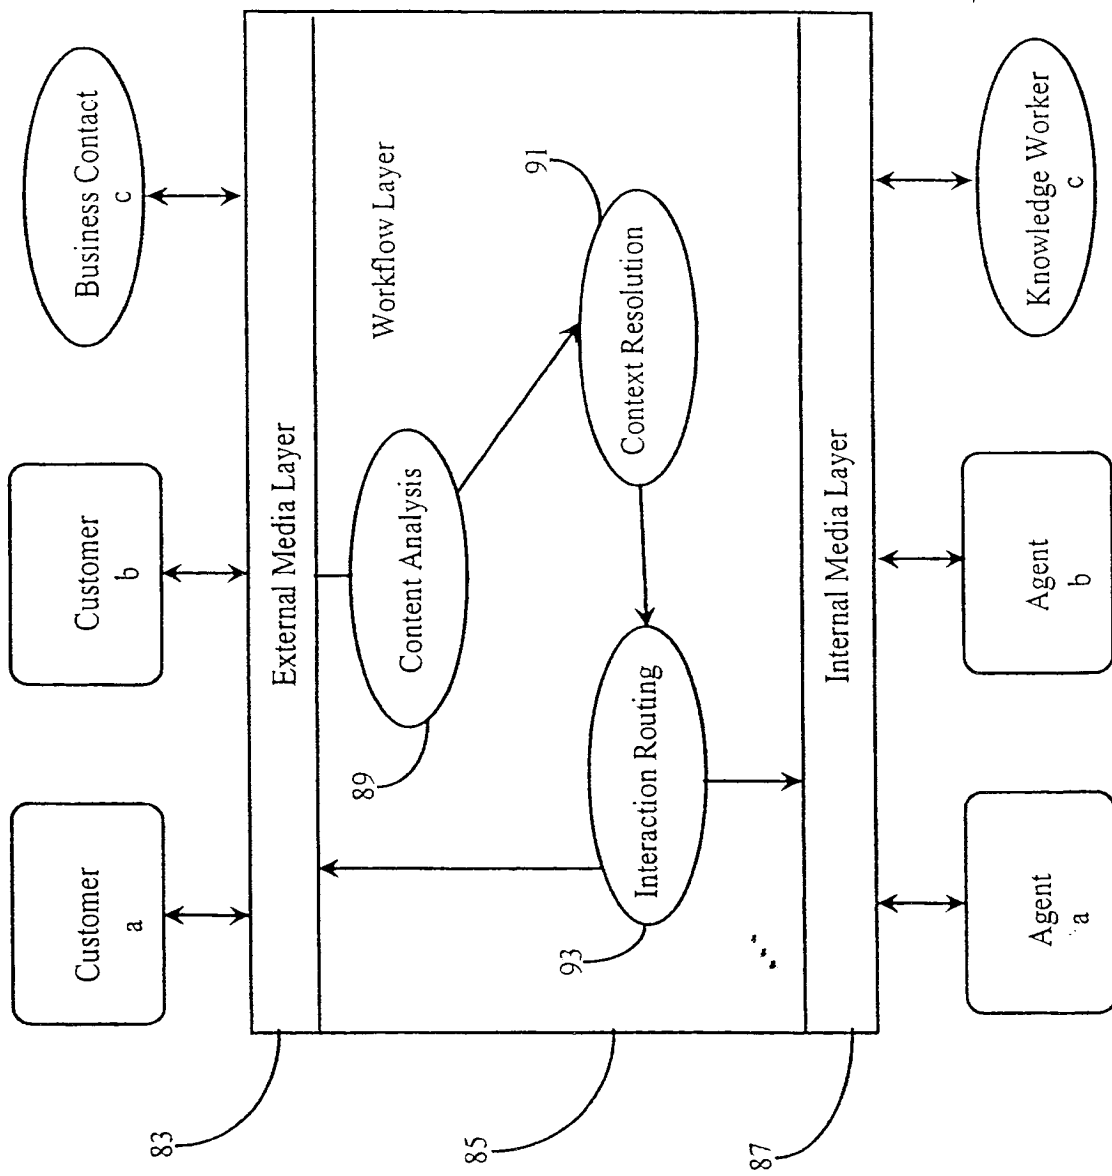 Customer
a
Customer
b
Business Contact
c
83
External Media Layer
85
Workflow Layer
89
Content Analysis
91
Context Resolution
93
Interaction Routing
87
Internal Media Layer
Agent
a
Agent
b
Knowledge Worker
c